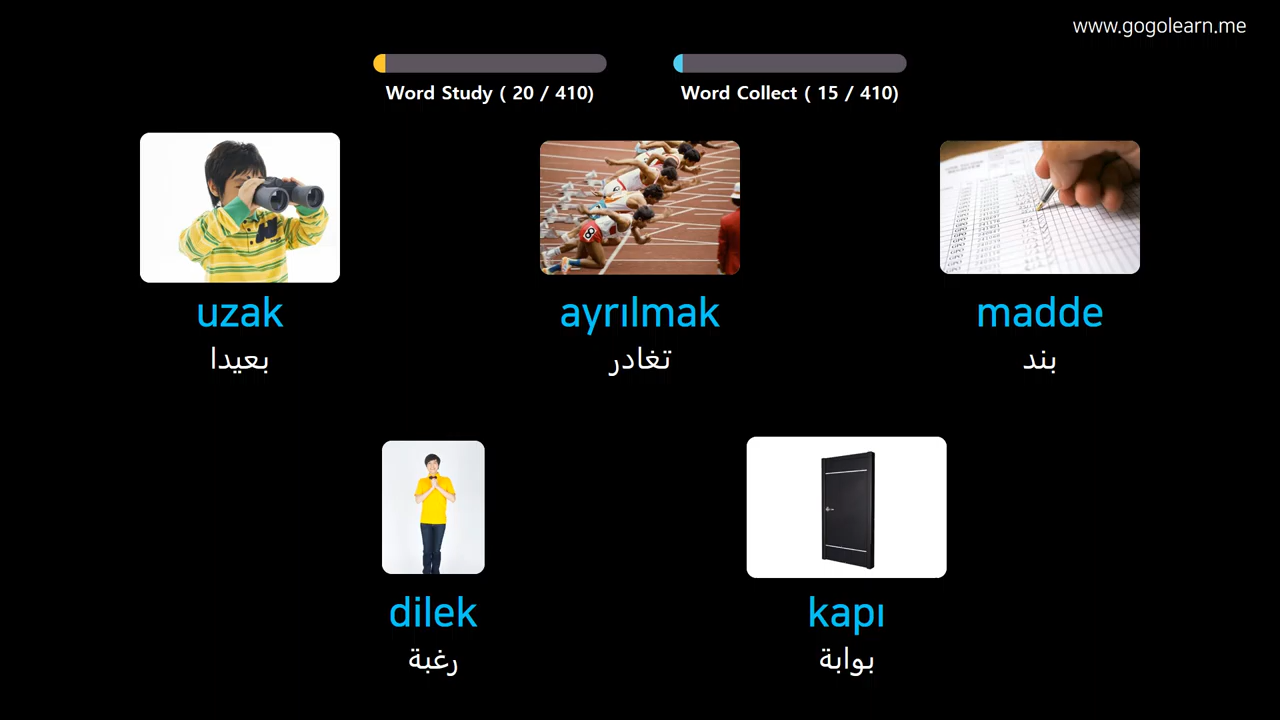 www.gogolearn.me
Word Study ( 20 / 410)
Word Collect ( 15 / 410)
uzak
بعيدا
ayrılmak
تغادر
madde
بند
dilek
رغبة
kapı
بوابة